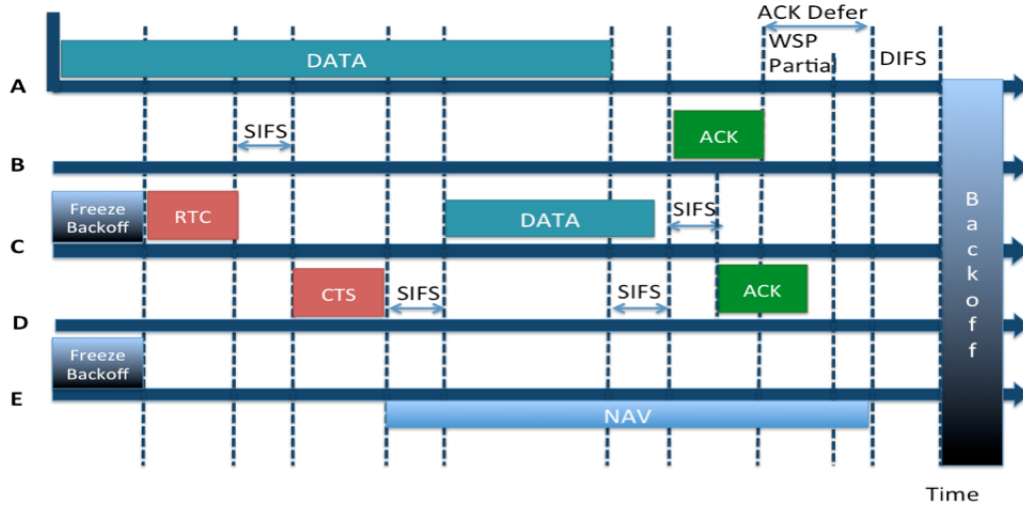 ACK Defer
WSP
Partial
DIFS
DATA
A
SIFS
ACK
B
Freeze
Backoff
RTC
DATA
SIFS
C
CTS
SIFS
SIFS
ACK
D
Freeze
Backoff
E
NAV
Backoff
Time